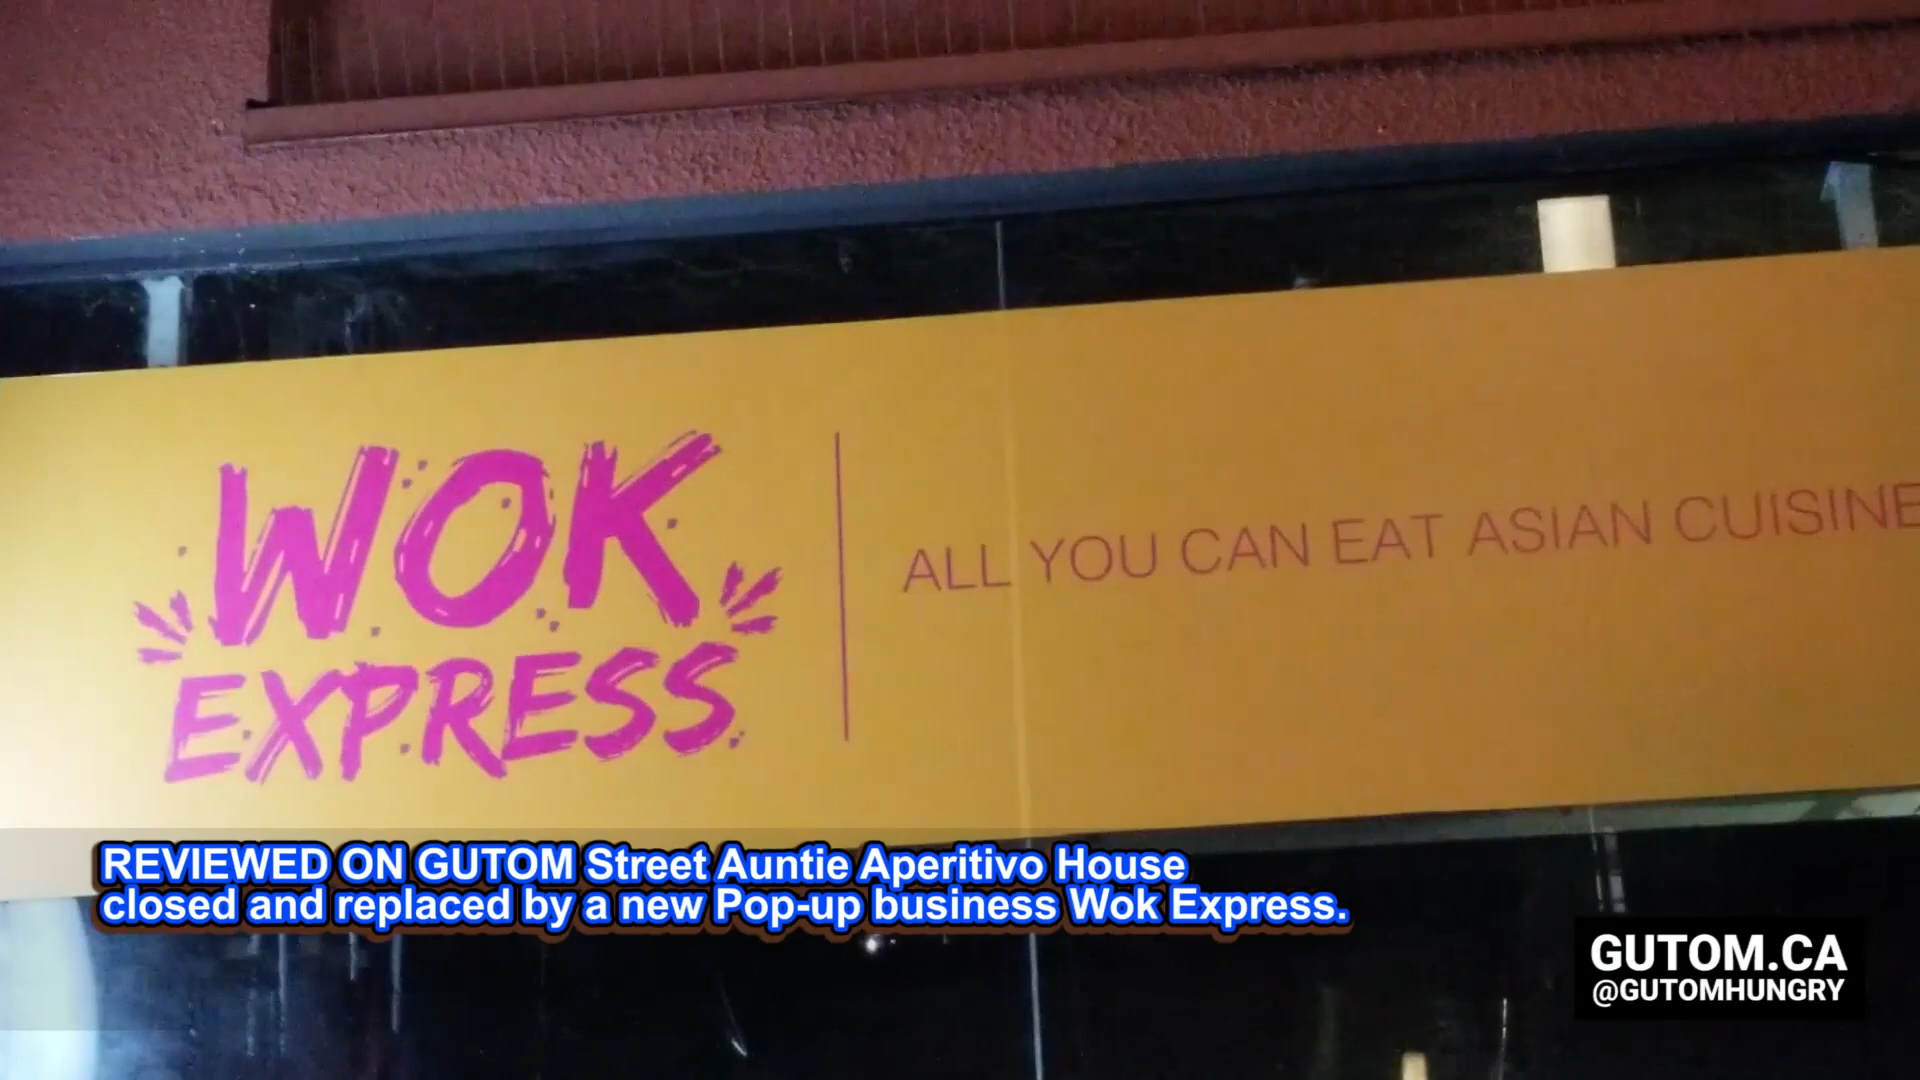 WOK
EXPRESS
ALL YOU CAN EAT ASIAN CUISINE
REVIEWED ON GUTOM Street Auntie Aperitivo House
closed and replaced by a new Pop-up business Wok Express.
GUTOM.CA
@GUTOMHUNGRY